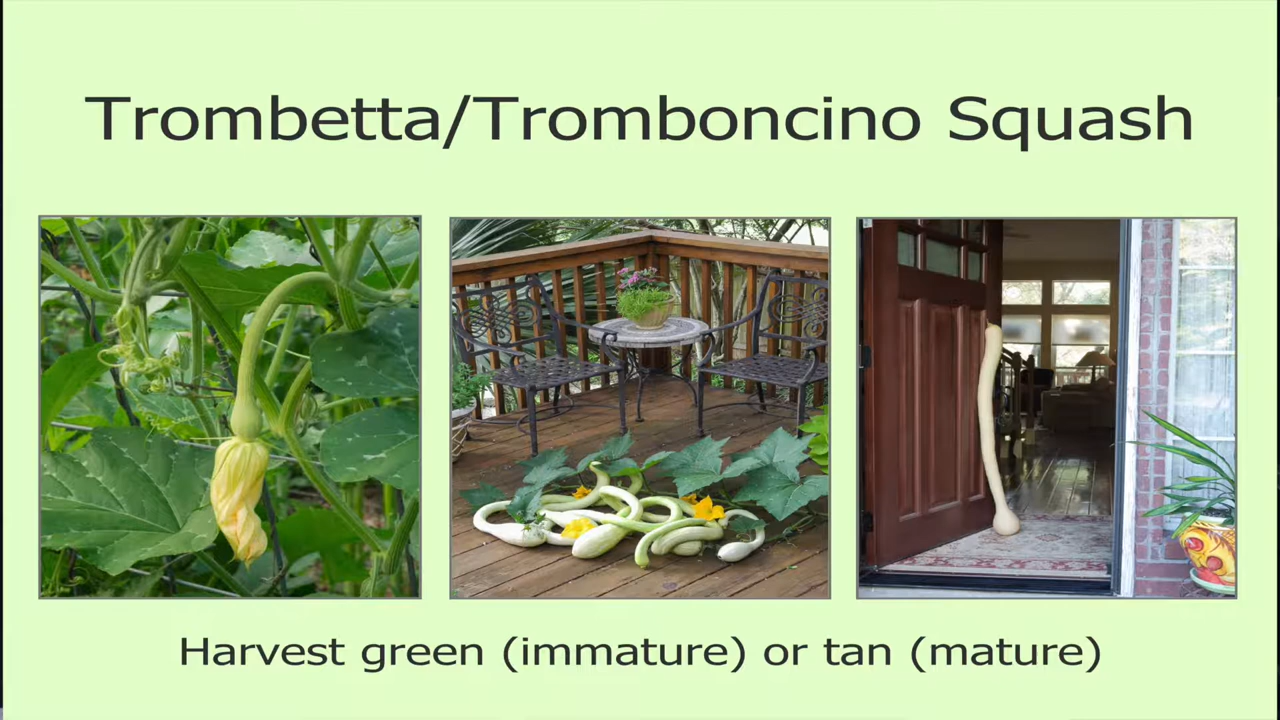 Trombetta/Tromboncino Squash
Harvest green (immature) or tan (mature)